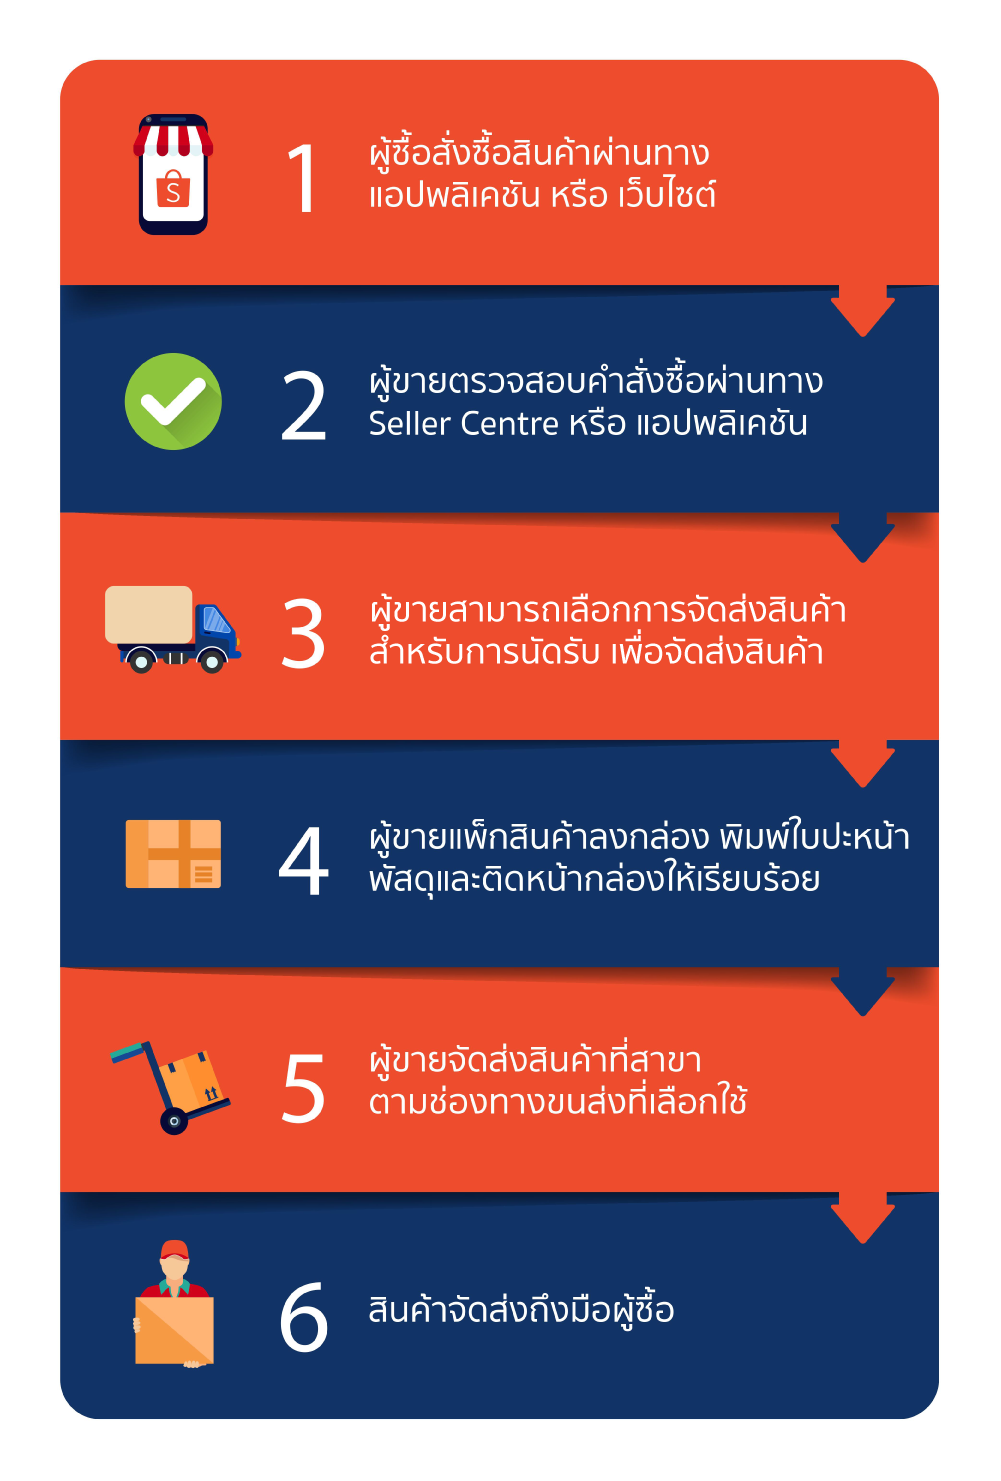 S
1
ผู้ซื้อสั่งซื้อสินค้าผ่านทาง
แอปพลิเคชัน หรือ เว็บไซต์
2
ผู้ขายตรวจสอบคำสั่งซื้อผ่านทาง
Seller Centre หรือ แอปพลิเคชัน
3
ผู้ขายสามารถเลือกการจัดส่งสินค้า
สำหรับการนัดรับ เพื่อจัดส่งสินค้า
4
ผู้ขายแพ็กสินค้าลงกล่อง พิมพ์ใบปะหน้า
พัสดุและติดหน้ากล่องให้เรียบร้อย
5
ผู้ขายจัดส่งสินค้าที่สาขา
ตามช่องทางขนส่งที่เลือกใช้
6
สินค้าจัดส่งถึงมือผู้ซื้อ